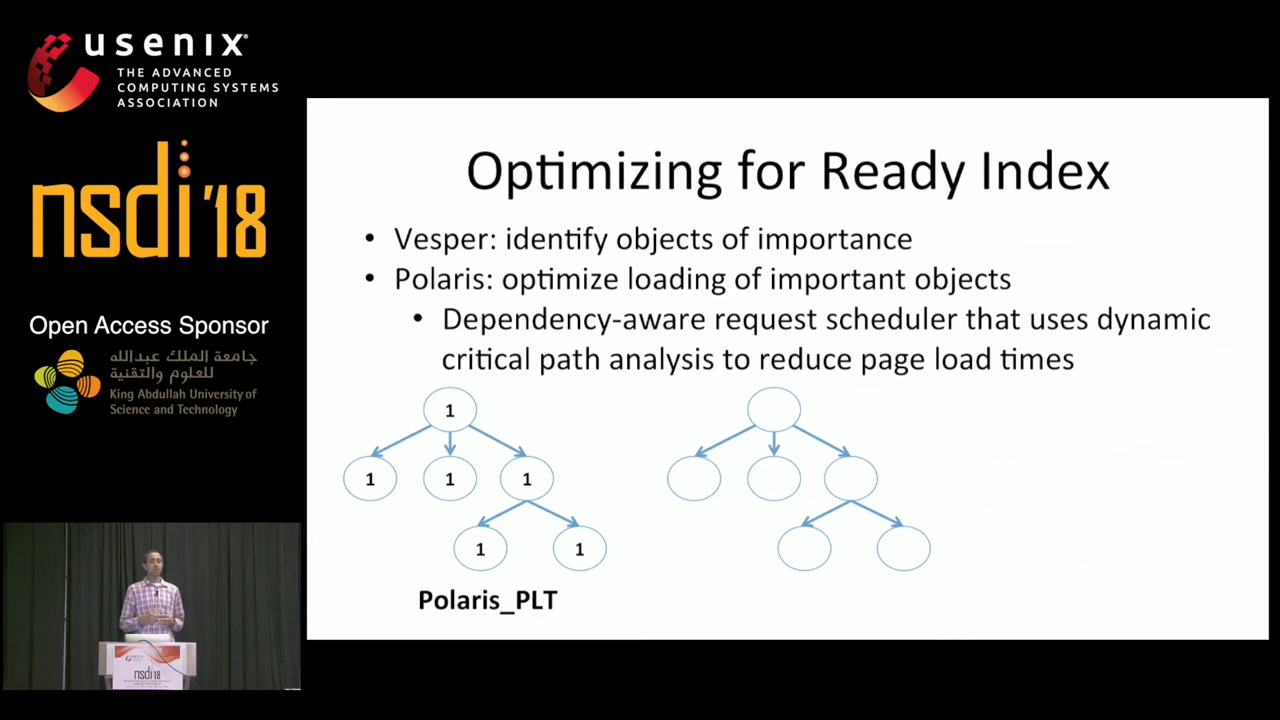 usenix
THE ADVANCED
COMPUTING SYSTEMS
ASSOCIATION
nsdi '18
Open Access Sponsor
جامعة الملك عبدالله
للعلوم والتقنية
King Abdullah University of
Science and Technology
Optimizing for Ready Index
• Vesper: identify objects of importance
• Polaris: optimize loading of important objects
• Dependency-aware request scheduler that uses dynamic
critical path analysis to reduce page load times
1
1 1 1
1 1
Polaris_PLT
nsdi'18